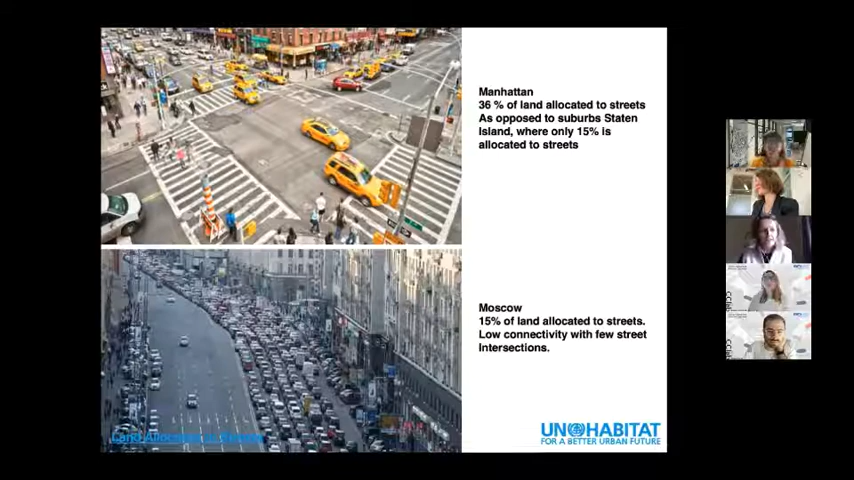 Manhattan
36 % of land allocated to streets
As opposed to suburbs Staten
Island, where only 15% is
allocated to streets
Moscow
15% of land allocated to streets.
Low connectivity with few street
Intersections.
UN HABITAT
FOR A BETTER URBAN FUTURE